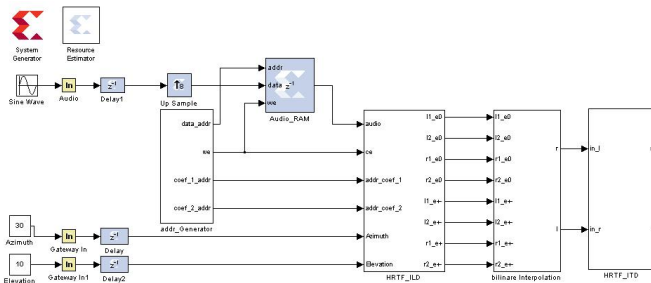 System
Generator
Resource
Estimator
Sine Wave
In
Audio
z⁻¹
Delay1
↑8
Up Sample
addr
data
we
z⁻¹
Audio_RAM
data_addr
we
coef_1_addr
coef_2_addr
addr_Generator
audio
ce
addr_coef_1
addr_coef_2
Azimuth
Elevation
l1_e0
l2_e0
r1_e0
r2_e0
l1_e+
l2_e+
r1_e+
r2_e+
HRTF_ILD
l1_e0
l2_e0
r1_e0
r2_e0
l1_e+
l2_e+
r1_e+
r2_e+
r
l
bilinare Interpolation
in_l
in_r
HRTF_ITD
30
Azimuth
In
Gateway In
z⁻¹
Delay
10
Elevation
In
Gateway In1
z⁻¹
Delay2